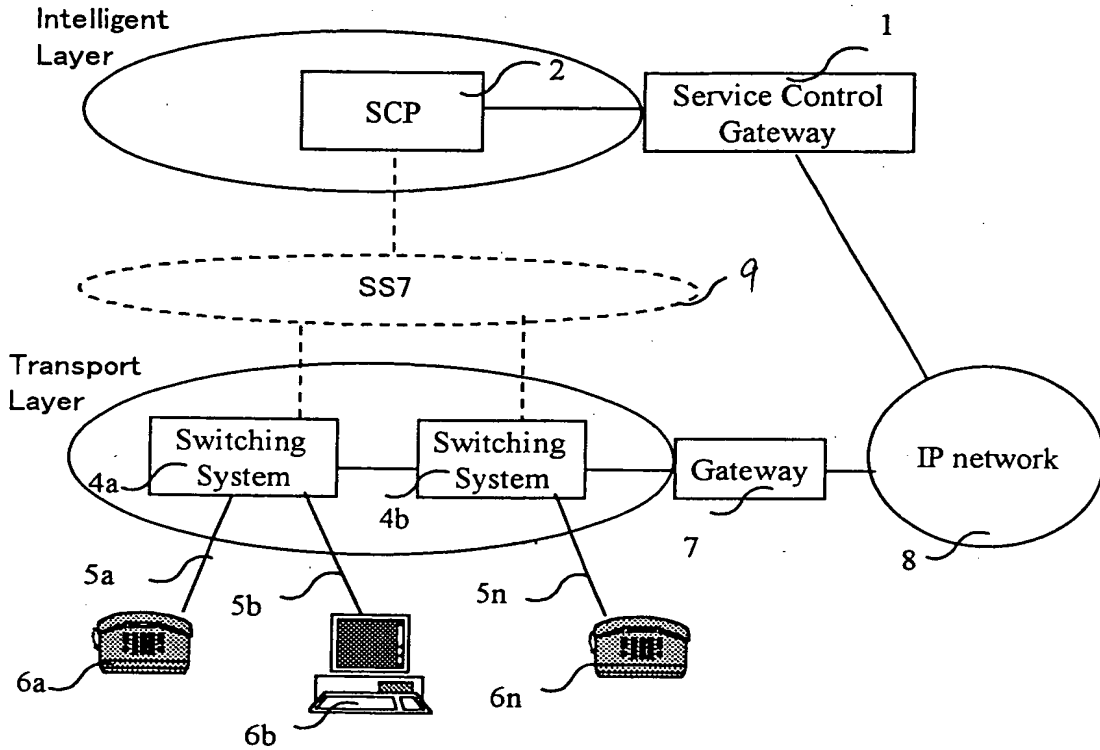 Intelligent
Layer
1
2
SCP
Service Control
Gateway
SS7
9
Transport
Layer
Switching
System
Switching
System
Gateway
IP network
4a
4b
7
8
5a
5b
5n
6a
6b
6n